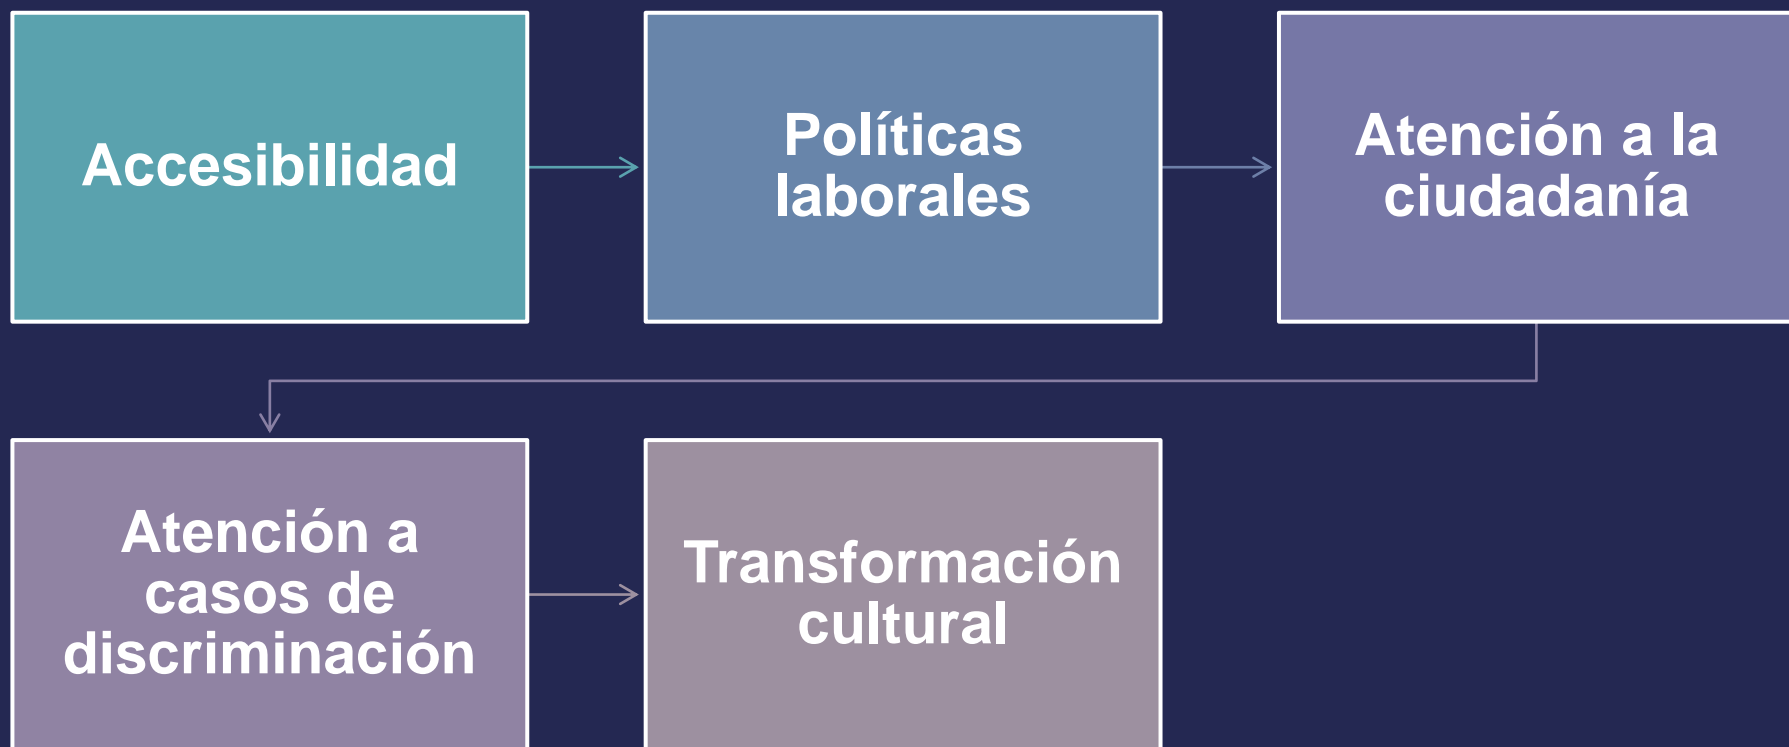 Accesibilidad
Políticas
laborales
Atención a la
ciudadanía
Atención a
casos de
discriminación
Transformación
cultural